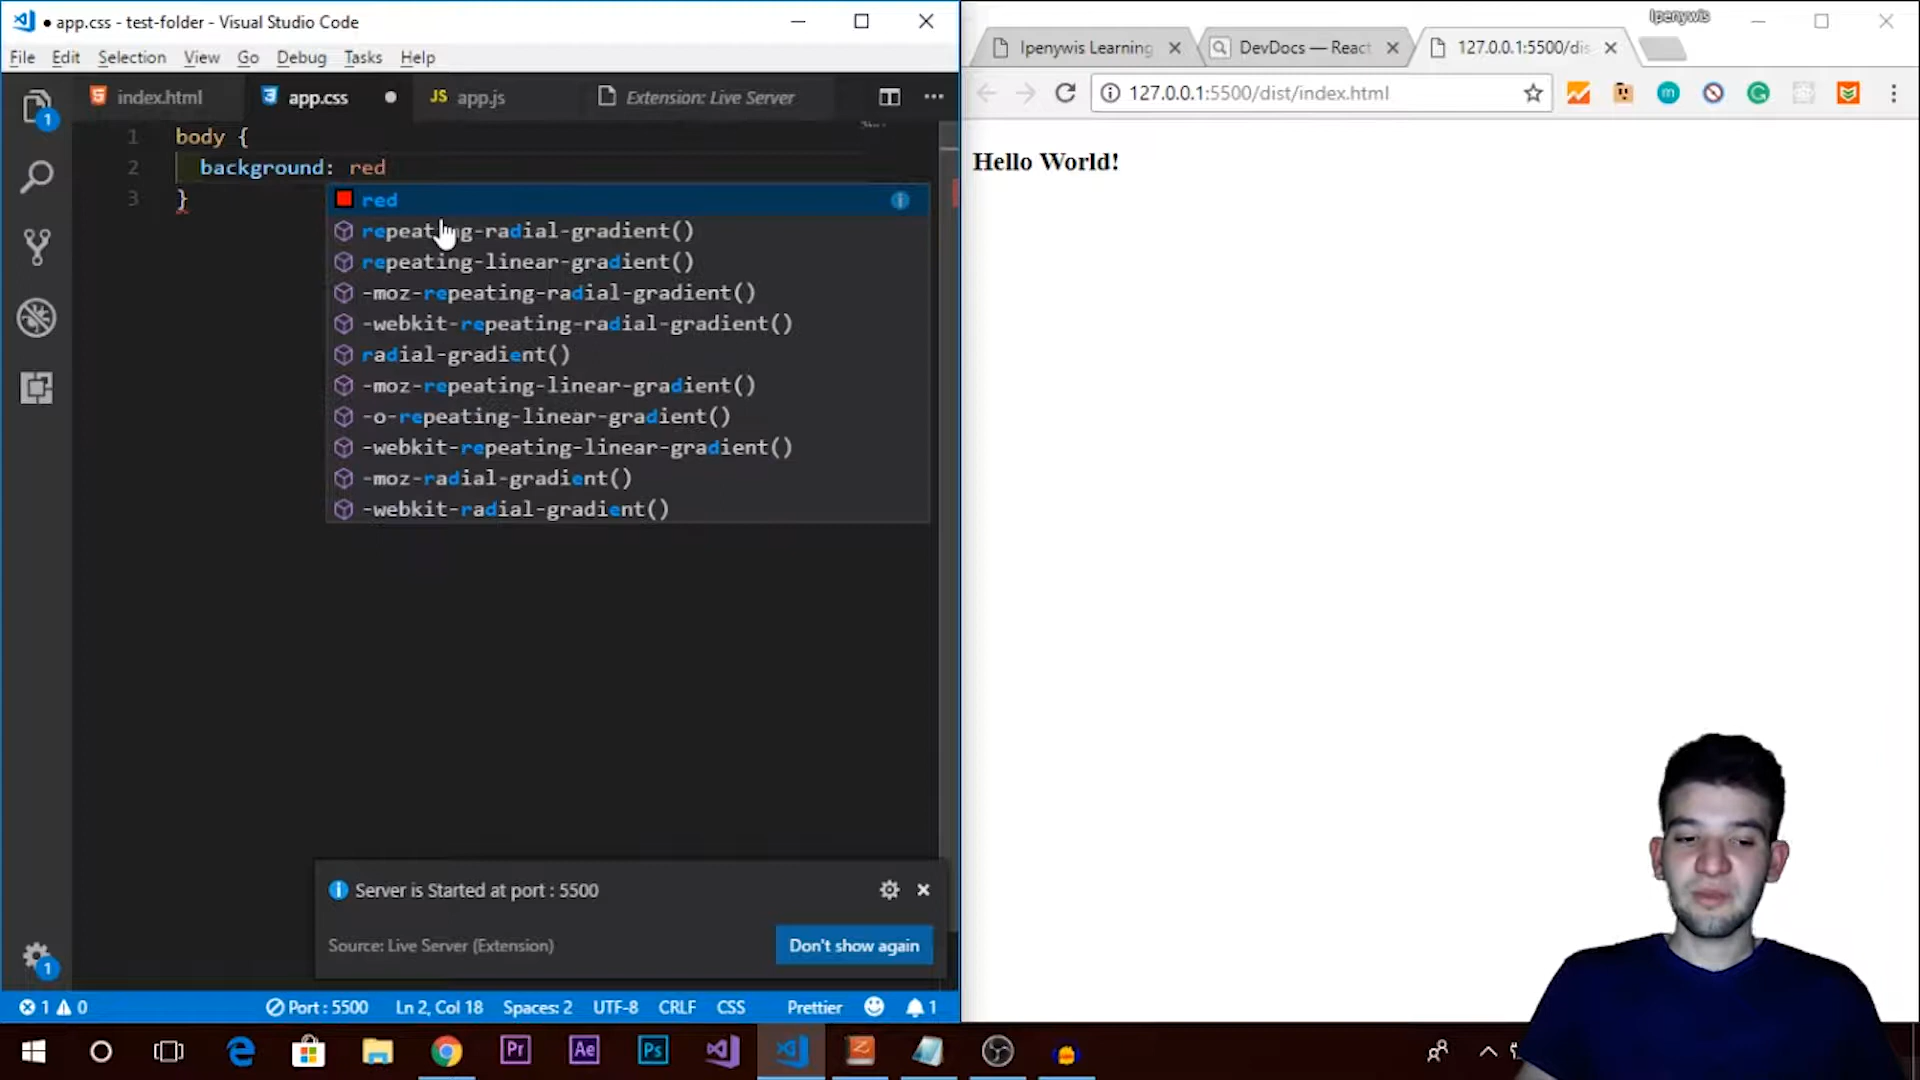 app.css - test-folder - Visual Studio Code
File Edit Selection View Go Debug Tasks Help
index.html app.css JS app.js Extension: Live Server
1 body {
2 background: red
3 }
red
repeating-radial-gradient()
repeating-linear-gradient()
-moz-repeating-radial-gradient()
-webkit-repeating-radial-gradient()
radial-gradient()
-moz-repeating-linear-gradient()
-o-repeating-linear-gradient()
-webkit-repeating-linear-gradient()
-moz-radial-gradient()
-webkit-radial-gradient()
1
Server is Started at port : 5500
Source: Live Server (Extension)
Don't show again
1
1 0 Port : 5500 Ln 2, Col 18 Spaces: 2 UTF-8 CRLF CSS Prettier 1
Ipenywis
Ipenywis Learning DevDocs — React 127.0.0.1:5500/dis
127.0.0.1:5500/dist/index.html
Hello World!
Pr Ae Ps